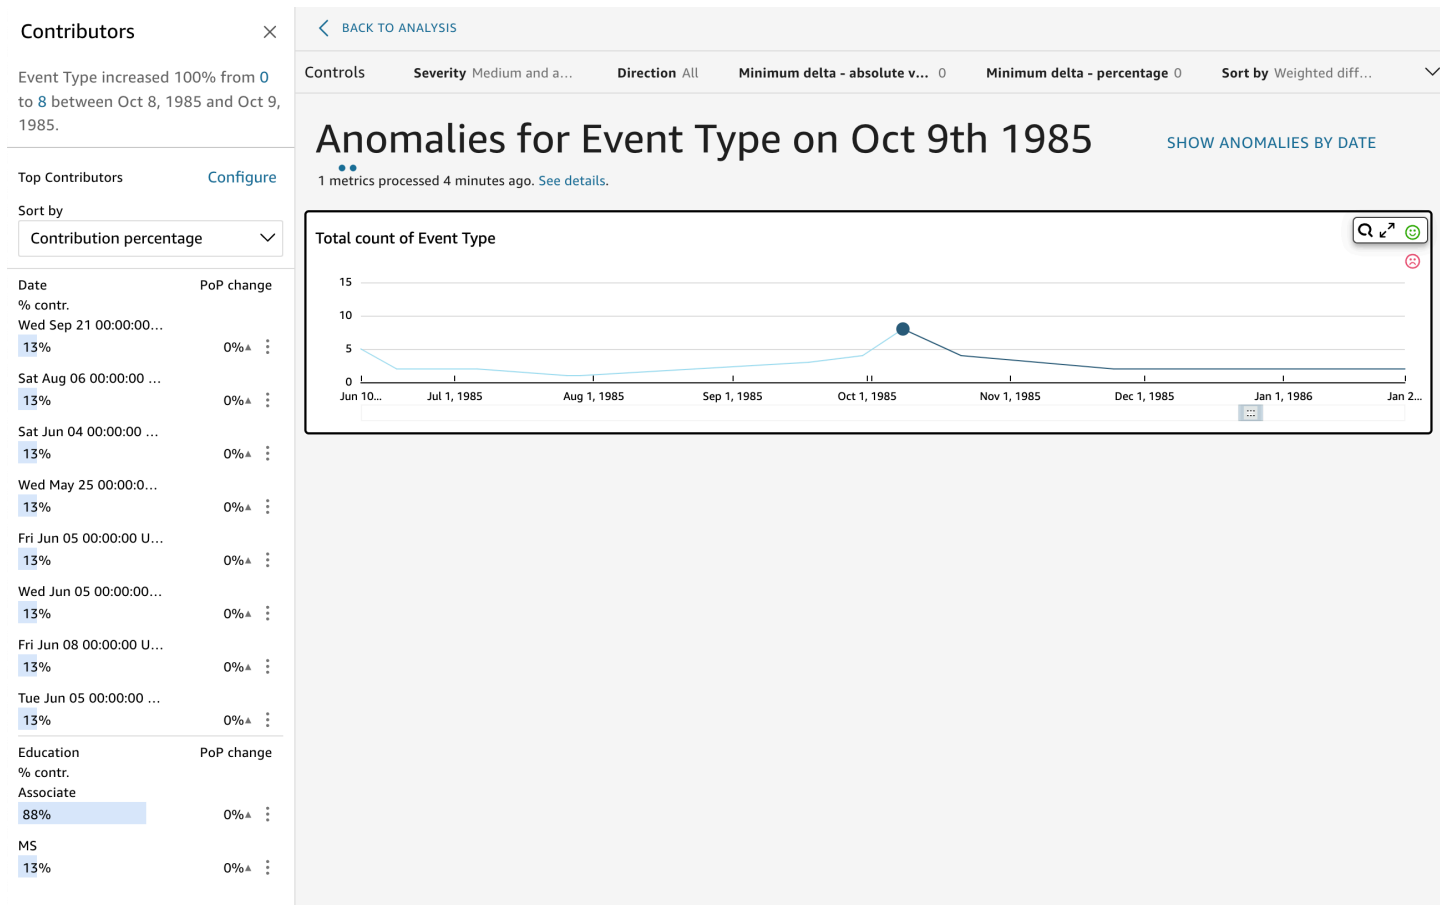 Contributors
Event Type increased 100% from 0
to 8 between Oct 8, 1985 and Oct 9,
1985.
Top Contributors Configure
Sort by
Contribution percentage
Date PoP change
% contr.
Wed Sep 21 00:00:00...
13% 0%▲
Sat Aug 06 00:00:00 ...
13% 0%▲
Sat Jun 04 00:00:00 ...
13% 0%▲
Wed May 25 00:00:0...
13% 0%▲
Fri Jun 05 00:00:00 U...
13% 0%▲
Wed Jun 05 00:00:00...
13% 0%▲
Fri Jun 08 00:00:00 U...
13% 0%▲
Tue Jun 05 00:00:00 ...
13% 0%▲
Education PoP change
% contr.
Associate
88% 0%▲
MS
13% 0%▲
BACK TO ANALYSIS
Controls Severity Medium and a... Direction All Minimum delta - absolute v... 0 Minimum delta - percentage 0 Sort by Weighted diff...
Anomalies for Event Type on Oct 9th 1985 SHOW ANOMALIES BY DATE
1 metrics processed 4 minutes ago. See details.
Total count of Event Type
15
10
5
0
Jun 10... Jul 1, 1985 Aug 1, 1985 Sep 1, 1985 Oct 1, 1985 Nov 1, 1985 Dec 1, 1985 Jan 1, 1986 Jan 2...